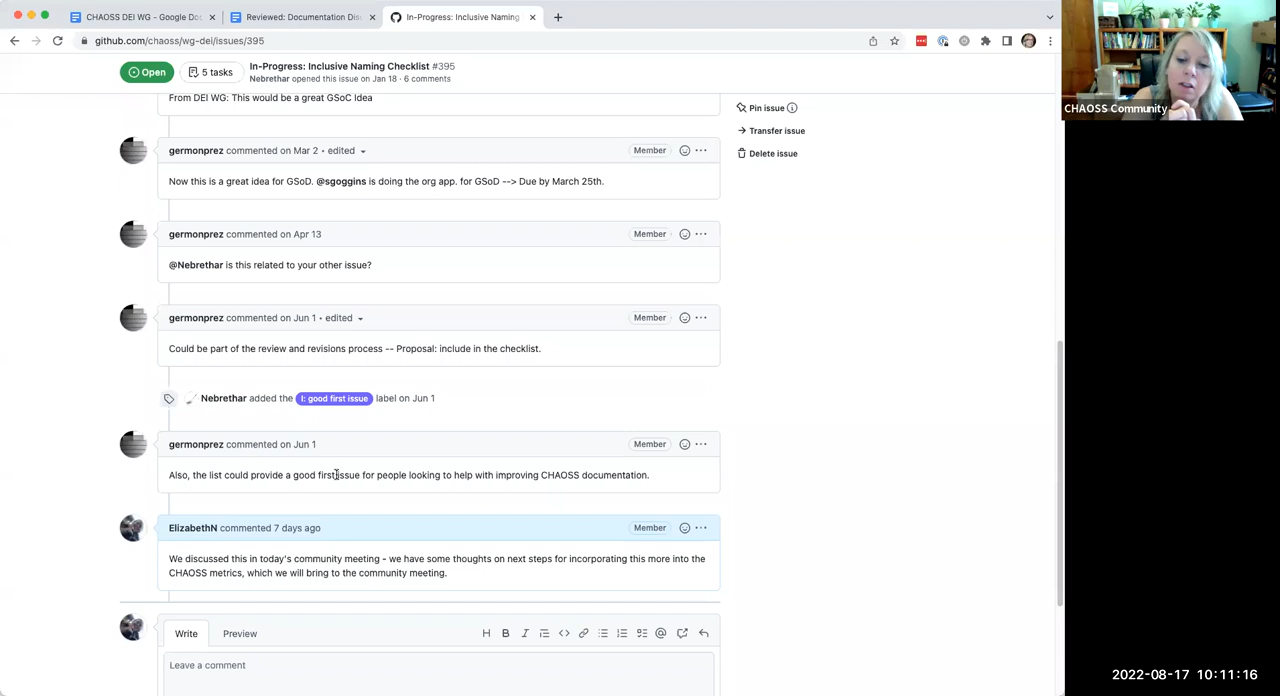 CHAOSS DEI WG - Google Doc
Reviewed: Documentation Dis
In-Progress: Inclusive Naming
github.com/chaoss/wg-dei/issues/395
Open
5 tasks
In-Progress: Inclusive Naming Checklist #395
Nebrethar opened this issue on Jan 18 · 6 comments
From DEI WG: This would be a great GSoC Idea
Pin issue
Transfer issue
Delete issue
germonprez commented on Mar 2 • edited
Member
Now this is a great idea for GSoD. @sgoggins is doing the org app. for GSoD --> Due by March 25th.
germonprez commented on Apr 13
Member
@Nebrethar is this related to your other issue?
germonprez commented on Jun 1 • edited
Member
Could be part of the review and revisions process -- Proposal: include in the checklist.
Nebrethar added the I: good first issue label on Jun 1
germonprez commented on Jun 1
Member
Also, the list could provide a good first issue for people looking to help with improving CHAOSS documentation.
ElizabethN commented 7 days ago
Member
We discussed this in today's community meeting - we have some thoughts on next steps for incorporating this more into the
CHAOSS metrics, which we will bring to the community meeting.
Write
Preview
H B I
Leave a comment
CHAOSS Community
2022-08-17 10:11:16